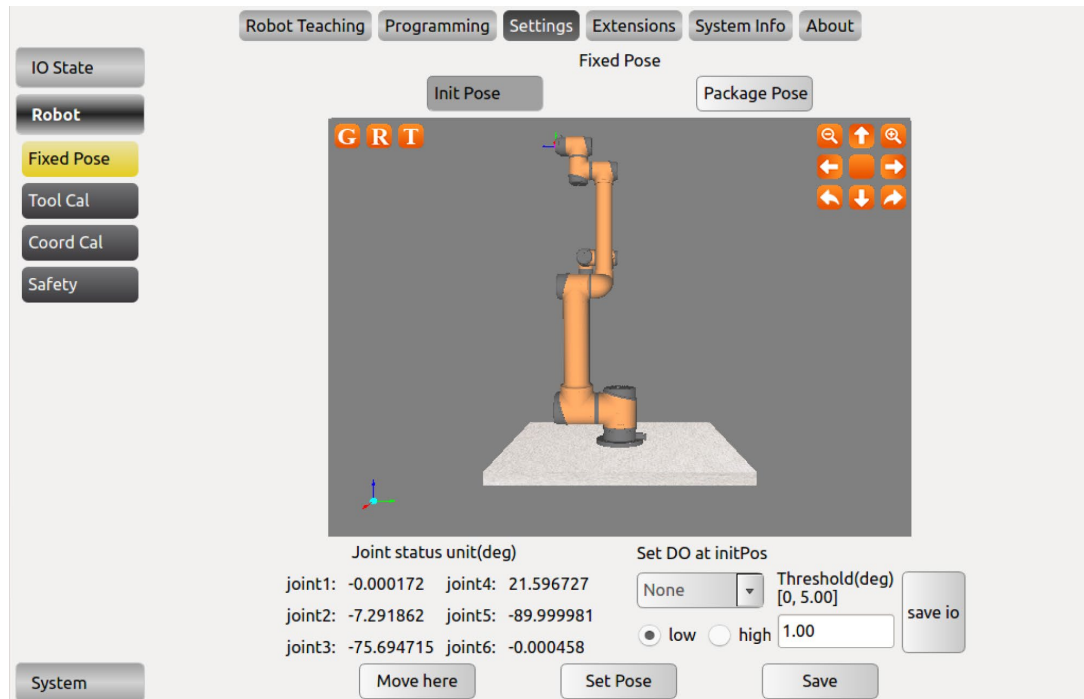 Robot Teaching Programming Settings Extensions System Info About
IO State
Robot
Fixed Pose
Tool Cal
Coord Cal
Safety
System
Fixed Pose
Init Pose Package Pose
G R T
Joint status unit(deg)
joint1: -0.000172 joint4: 21.596727
joint2: -7.291862 joint5: -89.999981
joint3: -75.694715 joint6: -0.000458
Set DO at initPos
None
Threshold(deg)
[0, 5.00]
low high 1.00
save io
Move here Set Pose Save